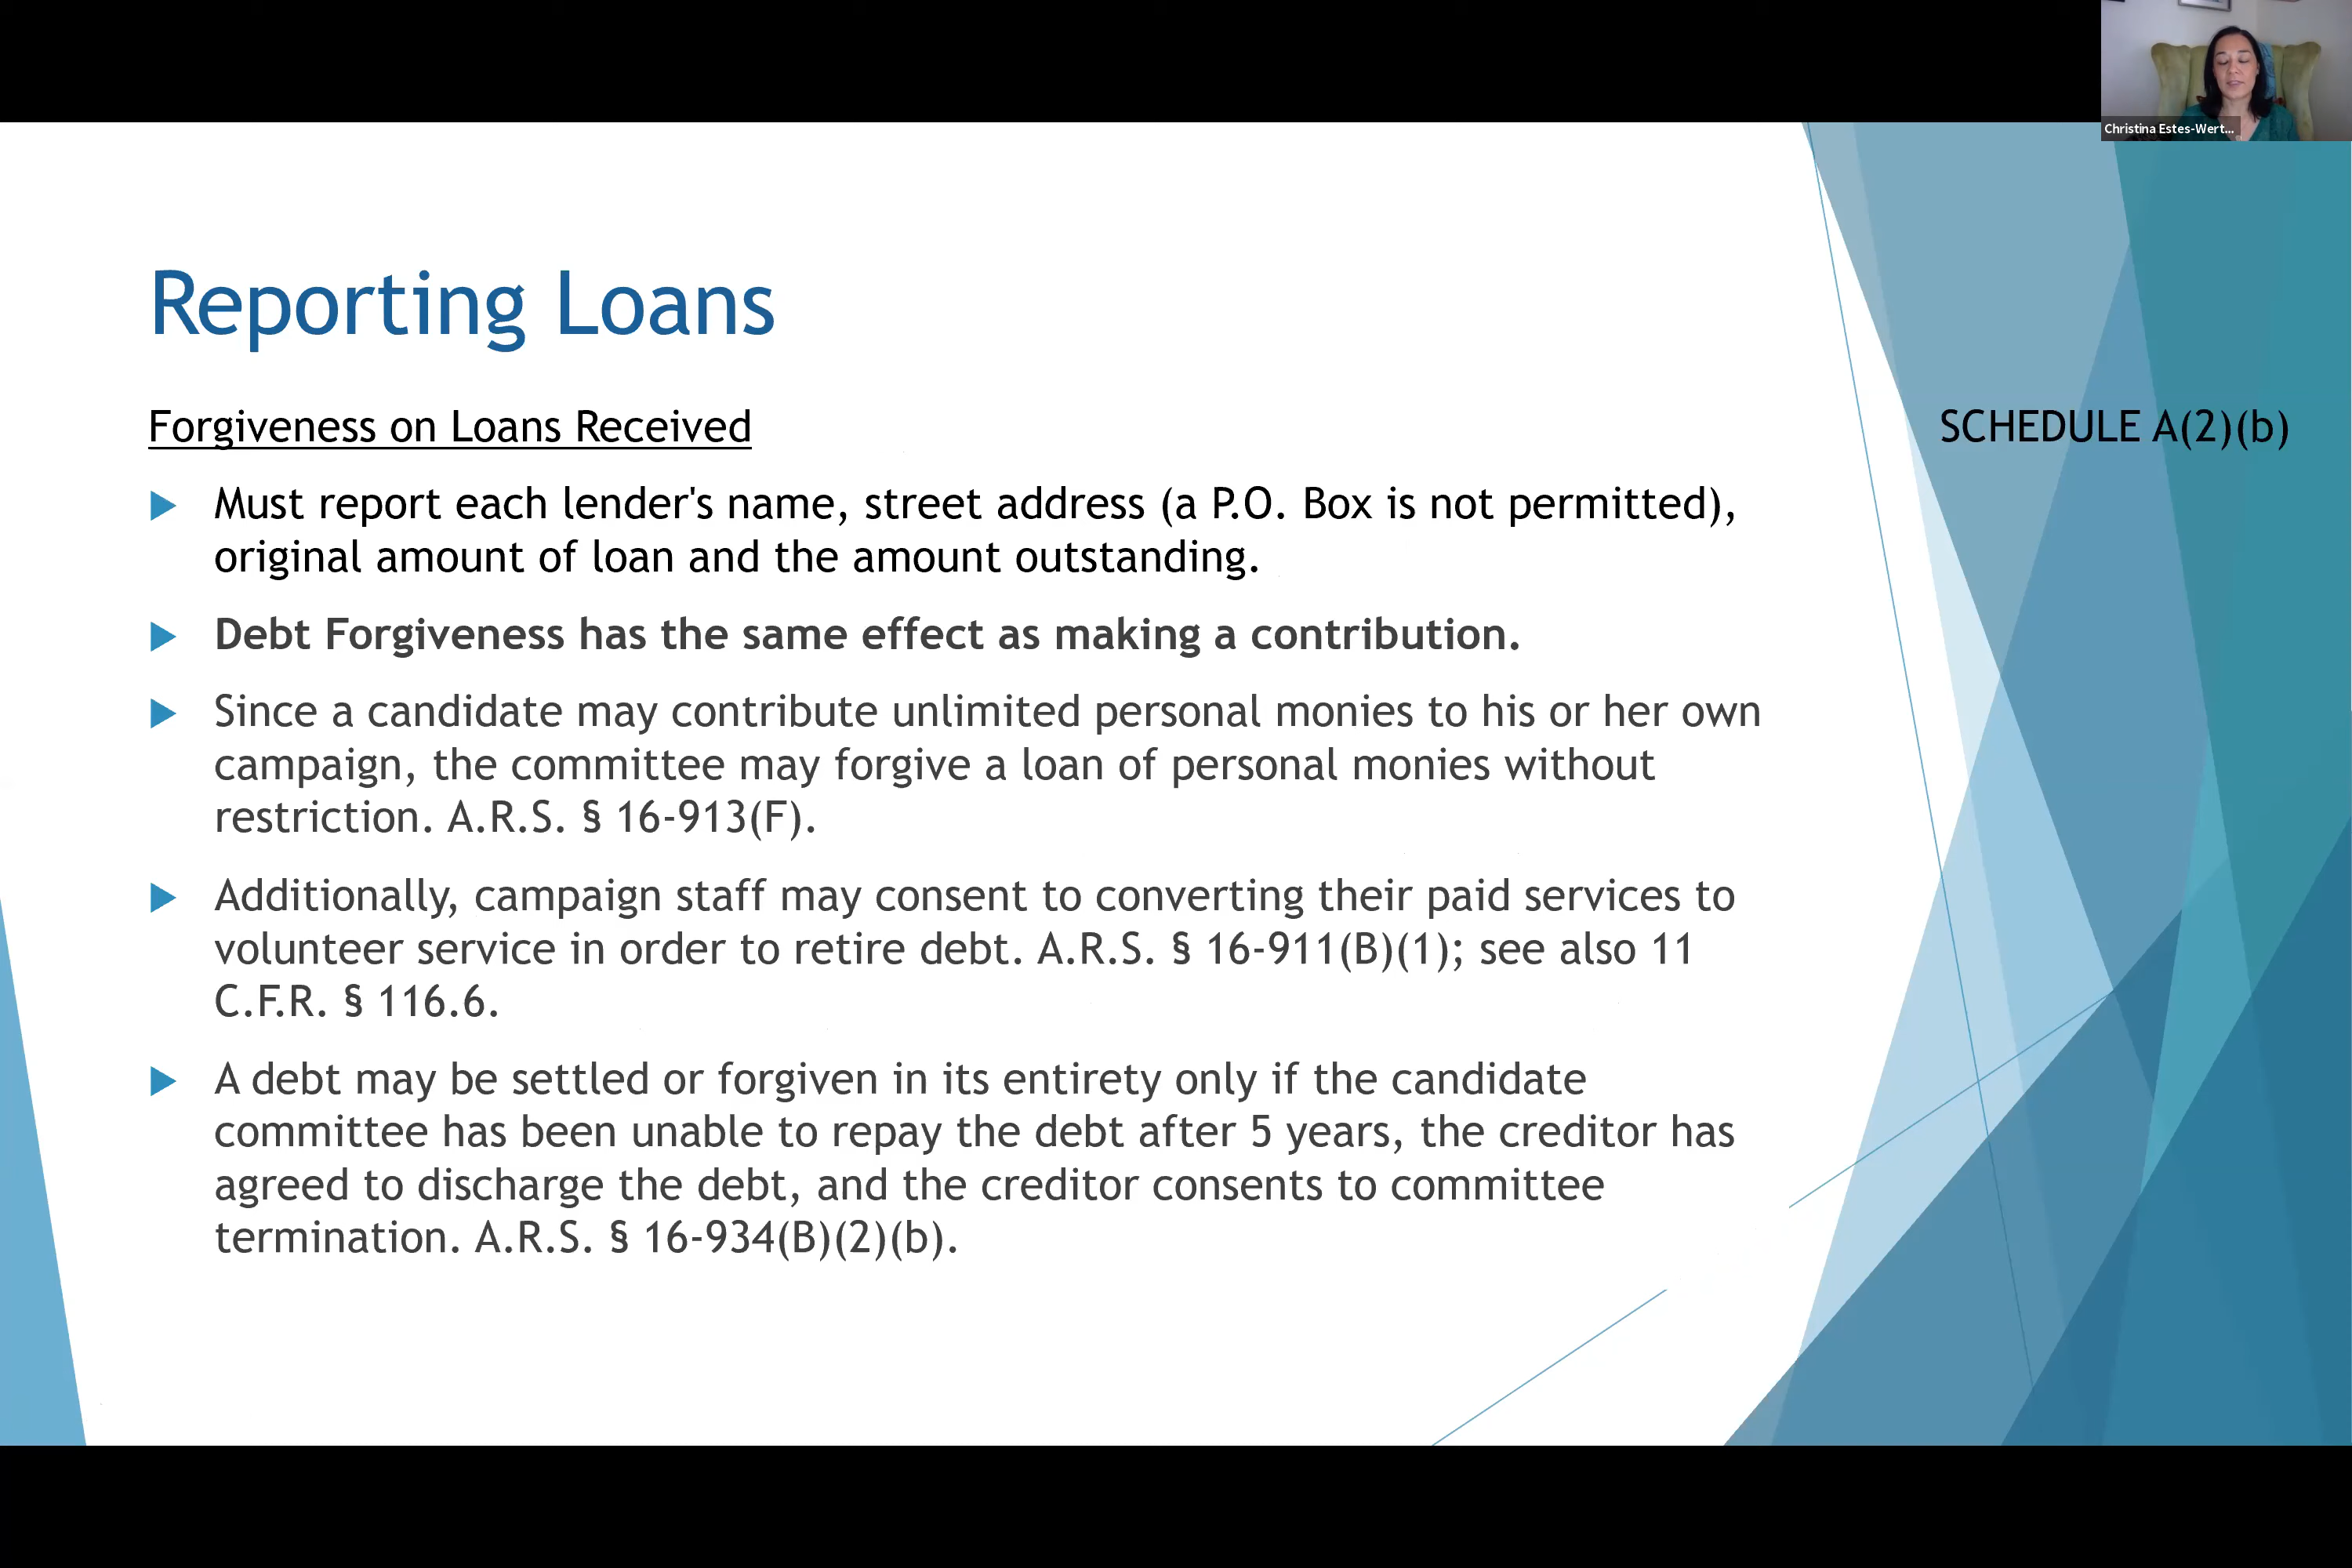 Christina Estes-Wert...
Reporting Loans
Forgiveness on Loans Received
SCHEDULE A(2)(b)
Must report each lender's name, street address (a P.O. Box is not permitted),
original amount of loan and the amount outstanding.
Debt Forgiveness has the same effect as making a contribution.
Since a candidate may contribute unlimited personal monies to his or her own
campaign, the committee may forgive a loan of personal monies without
restriction. A.R.S. § 16-913(F).
Additionally, campaign staff may consent to converting their paid services to
volunteer service in order to retire debt. A.R.S. § 16-911(B)(1); see also 11
C.F.R. § 116.6.
A debt may be settled or forgiven in its entirety only if the candidate
committee has been unable to repay the debt after 5 years, the creditor has
agreed to discharge the debt, and the creditor consents to committee
termination. A.R.S. § 16-934(B)(2)(b).